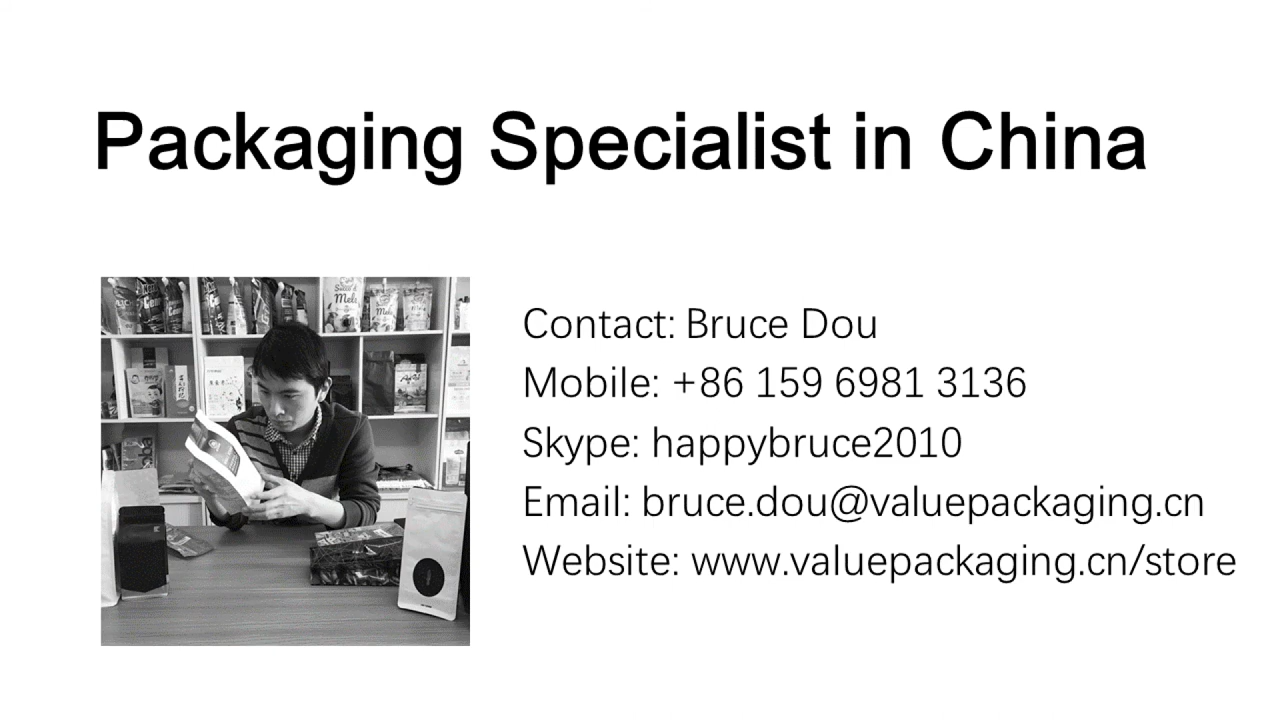 Packaging Specialist in China
Contact: Bruce Dou
Mobile: +86 159 6981 3136
Skype: happybruce2010
Email: bruce.dou@valuepackaging.cn
Website: www.valuepackaging.cn/store